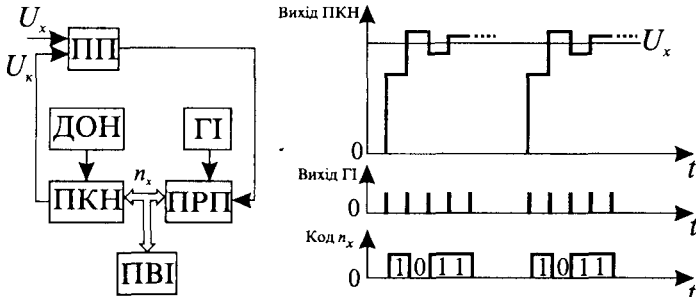 Uₓ
Uₖ
ПП
ДОН
ГІ
ПКН
nₓ
ПРП
ПВІ
Вихід ПКН
Uₓ
0
t
Вихід ГІ
0
t
Код nₓ
0
1 0 1 1
1 0 1 1
t